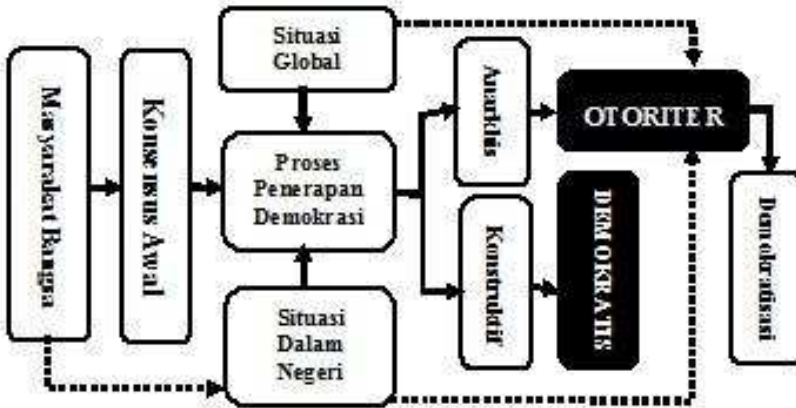 Masyarakat Bangsa
Konsensus Awal
Situasi
Global
Proses
Penerapan
Demokrasi
Situasi
Dalam
Negeri
Anarkhis
Konstruktif
OTORITER
DEMOKRATIS
Demokratisasi